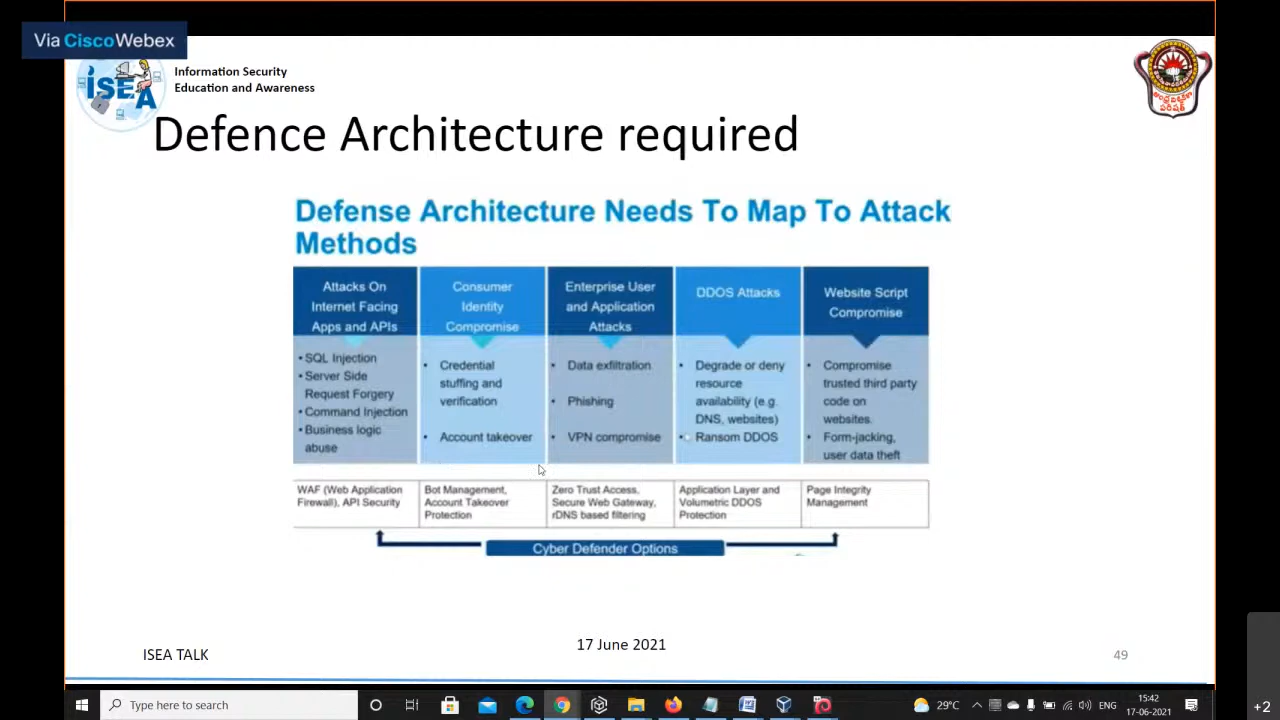 Via CiscoWebex
ISEA
Information Security
Education and Awareness
Defence Architecture required
Defense Architecture Needs To Map To Attack
Methods
Attacks On
Internet Facing
Apps and APIs
• SQL Injection
• Server Side
Request Forgery
• Command Injection
• Business logic
abuse
WAF (Web Application
Firewall), API Security
Consumer
Identity
Compromise
• Credential
stuffing and
verification
• Account takeover
Bot Management,
Account Takeover
Protection
Enterprise User
and Application
Attacks
• Data exfiltration
• Phishing
• VPN compromise
Zero Trust Access,
Secure Web Gateway,
rDNS based filtering
DDOS Attacks
• Degrade or deny
resource
availability (e.g.
DNS, websites)
• Ransom DDOS
Application Layer and
Volumetric DDOS
Protection
Website Script
Compromise
• Compromise
trusted third party
code on
websites.
• Form-jacking,
user data theft
Page Integrity
Management
Cyber Defender Options
17 June 2021
ISEA TALK
49
Type here to search
29°C
ENG
15:42
17-06-2021
+2